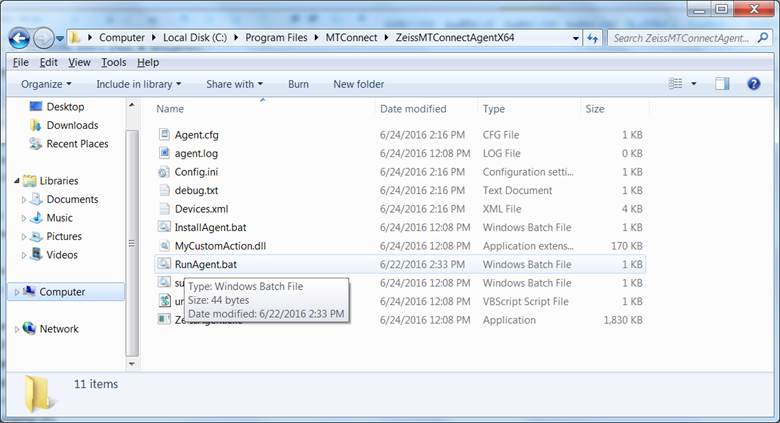 Computer ▸ Local Disk (C:) ▸ Program Files ▸ MTConnect ▸ ZeissMTConnectAgentX64
Search ZeissMTConnectAgent...
File Edit View Tools Help
Organize Include in library Share with Burn New folder
Desktop
Downloads
Recent Places
Libraries
Documents
Music
Pictures
Videos
Computer
Network
Name Date modified Type Size
Agent.cfg 6/24/2016 2:16 PM CFG File 1 KB
agent.log 6/24/2016 12:08 PM LOG File 0 KB
Config.ini 6/24/2016 2:16 PM Configuration setti... 1 KB
debug.txt 6/24/2016 2:16 PM Text Document 1 KB
Devices.xml 6/24/2016 2:16 PM XML File 4 KB
InstallAgent.bat 6/24/2016 12:08 PM Windows Batch File 1 KB
MyCustomAction.dll 6/24/2016 12:08 PM Application exten... 170 KB
RunAgent.bat 6/22/2016 2:33 PM Windows Batch File 1 KB
su 6/24/2016 12:08 PM Windows Batch File 1 KB
un 6/24/2016 12:08 PM VBScript Script File 1 KB
6/24/2016 12:08 PM Application 1,830 KB
Type: Windows Batch File
Size: 44 bytes
Date modified: 6/22/2016 2:33 PM
11 items